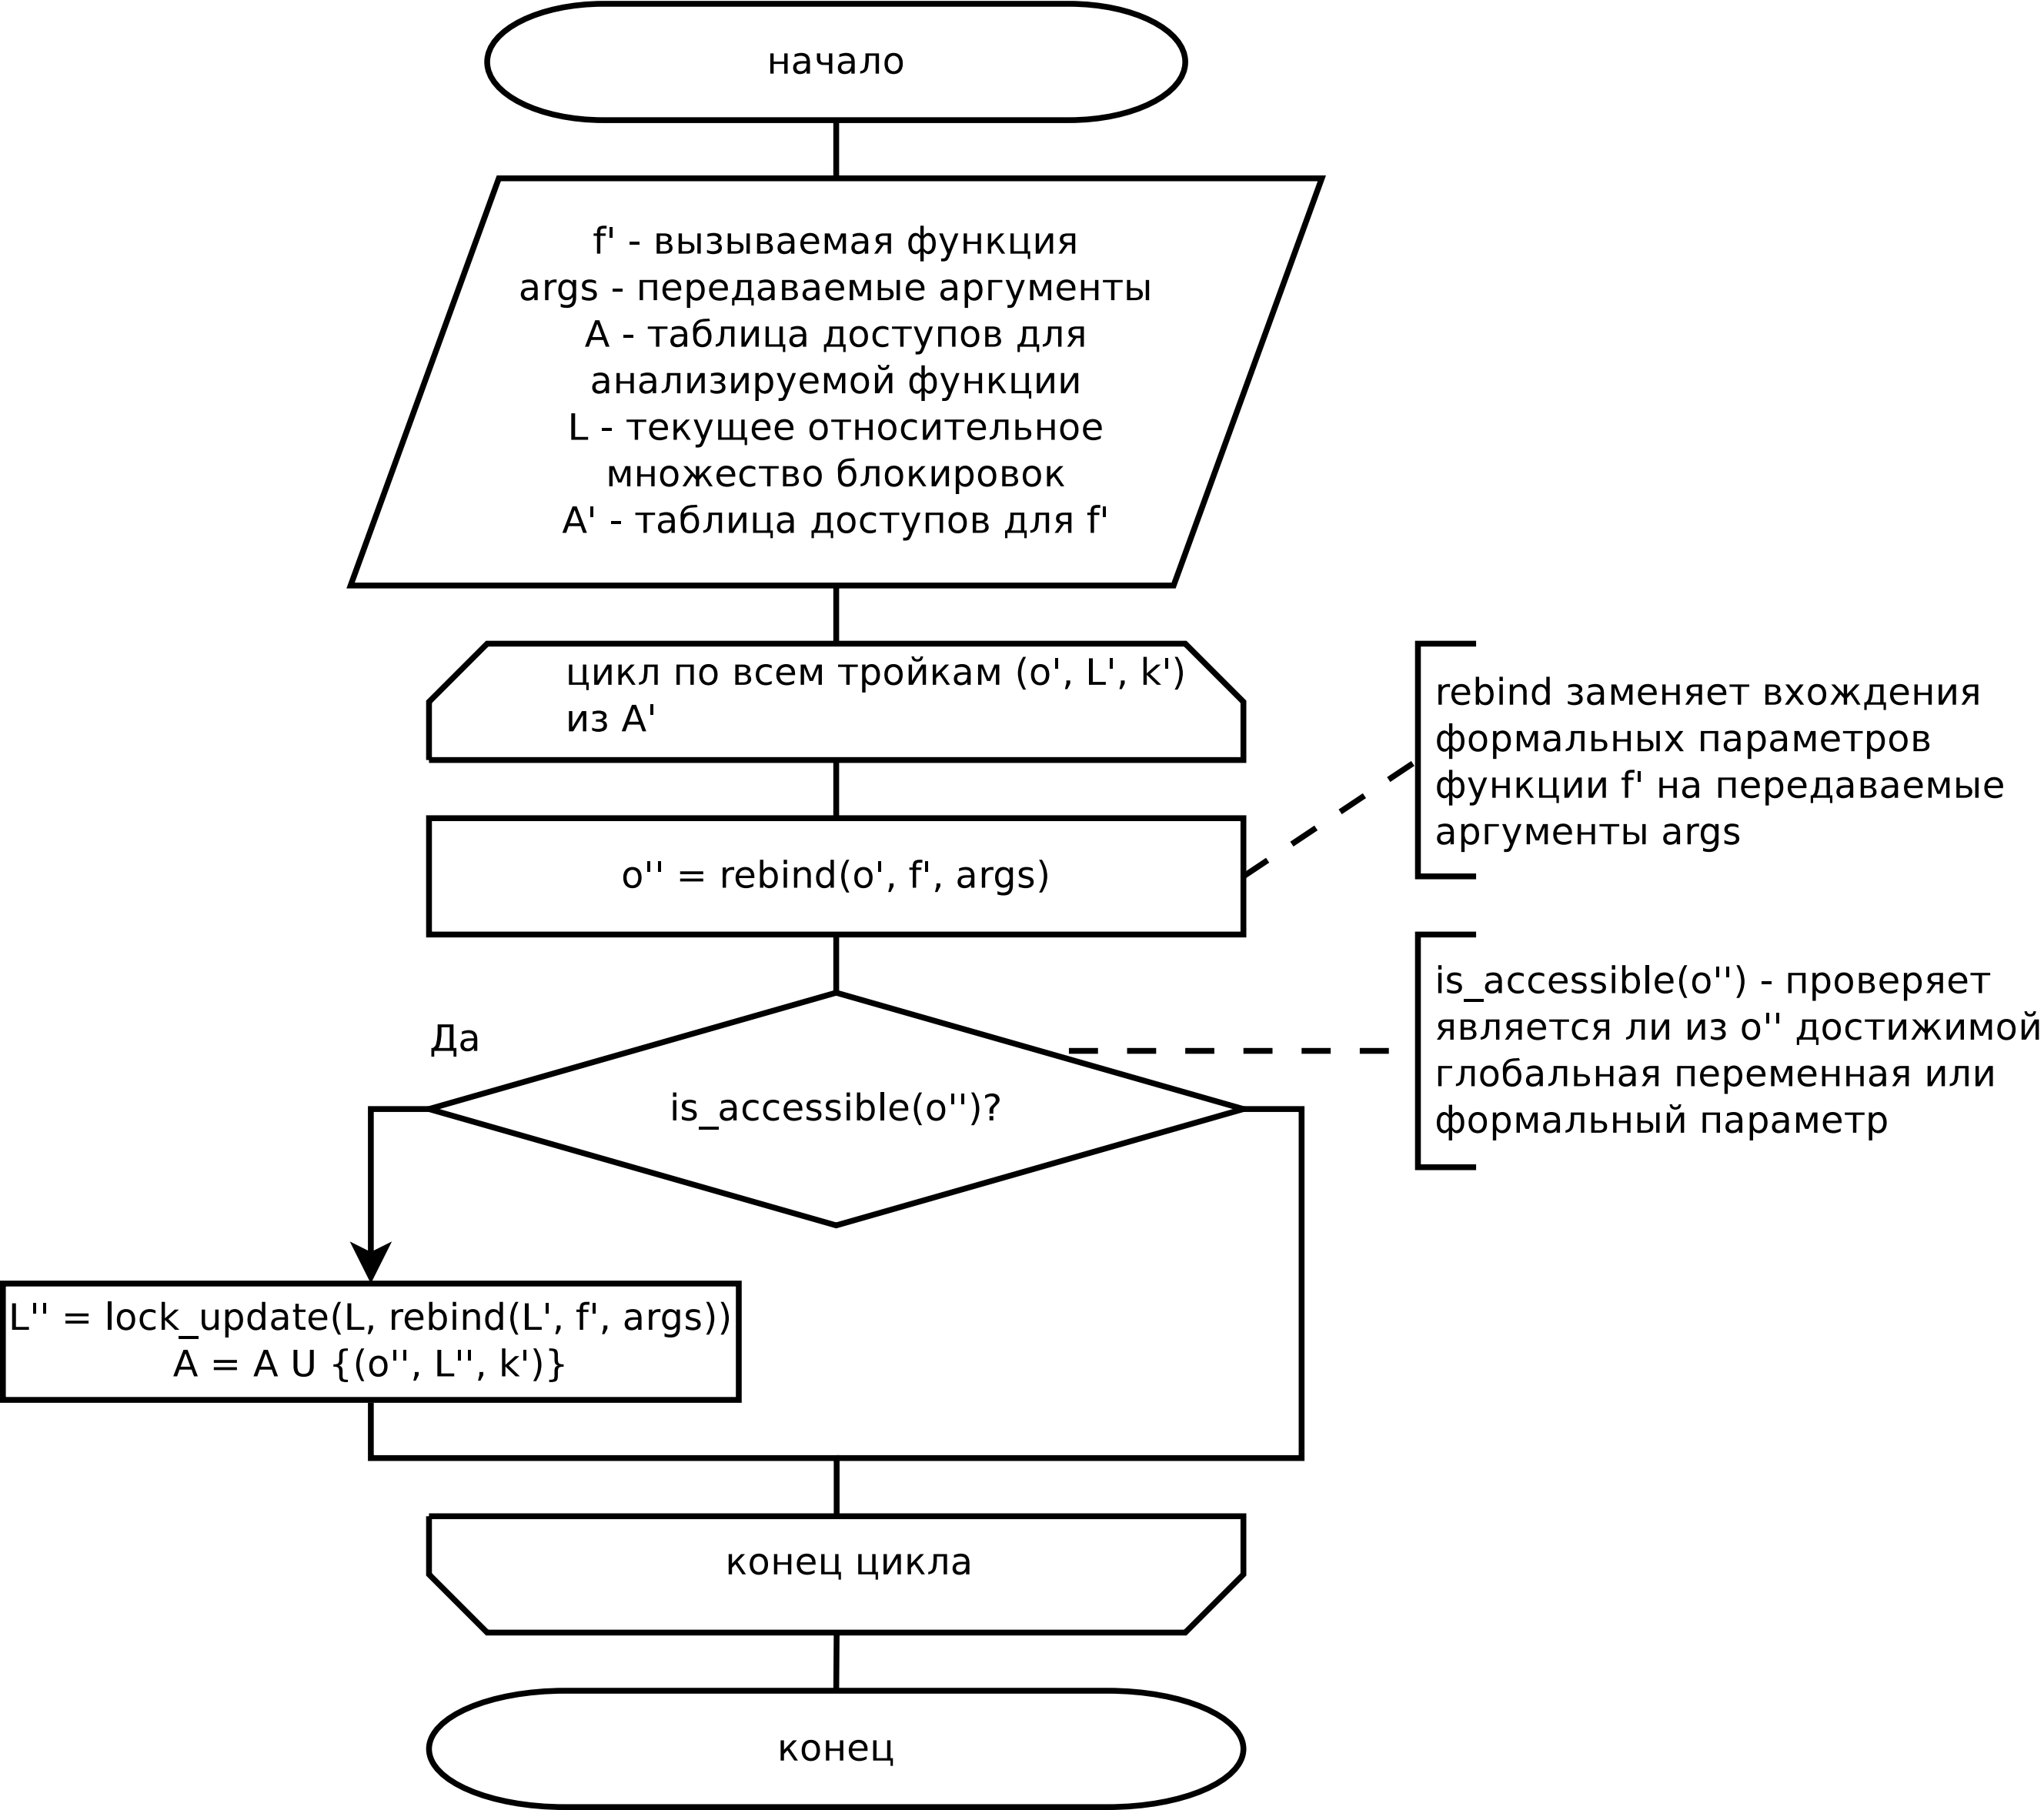 начало
f' - вызываемая функция
args - передаваемые аргументы
A - таблица доступов для
анализируемой функции
L - текущее относительное
множество блокировок
A' - таблица доступов для f'
цикл по всем тройкам (o', L', k')
из A'
rebind заменяет вхождения
формальных параметров
функции f' на передаваемые
аргументы args
o'' = rebind(o', f', args)
is_accessible(o'') - проверяет
является ли из o'' достижимой
глобальная переменная или
формальный параметр
Да
is_accessible(o'')?
L'' = lock_update(L, rebind(L', f', args))
A = A U {(o'', L'', k')}
конец цикла
конец